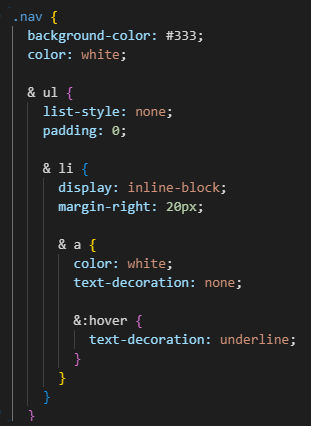 .nav {
  background-color: #333;
  color: white;

  & ul {
    list-style: none;
    padding: 0;

    & li {
      display: inline-block;
      margin-right: 20px;

      & a {
        color: white;
        text-decoration: none;

        &:hover {
          text-decoration: underline;
        }
      }
    }
  }